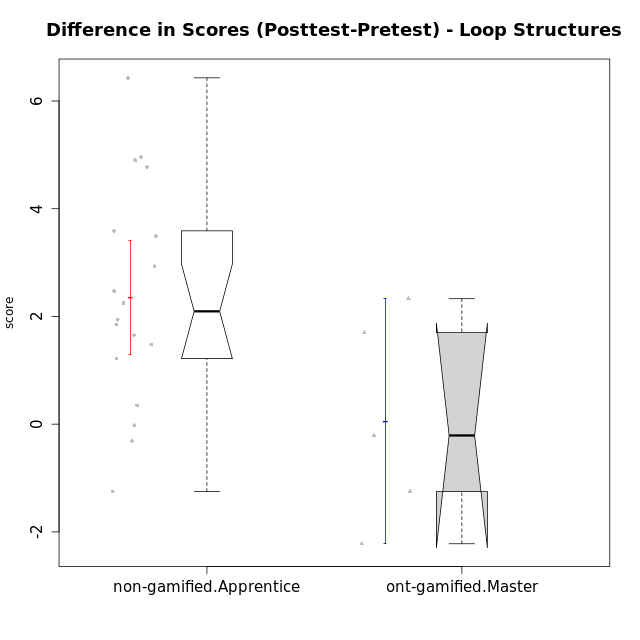 Difference in Scores (Posttest-Pretest) - Loop Structures
6
4
2
0
-2
score
non-gamified.Apprentice
ont-gamified.Master